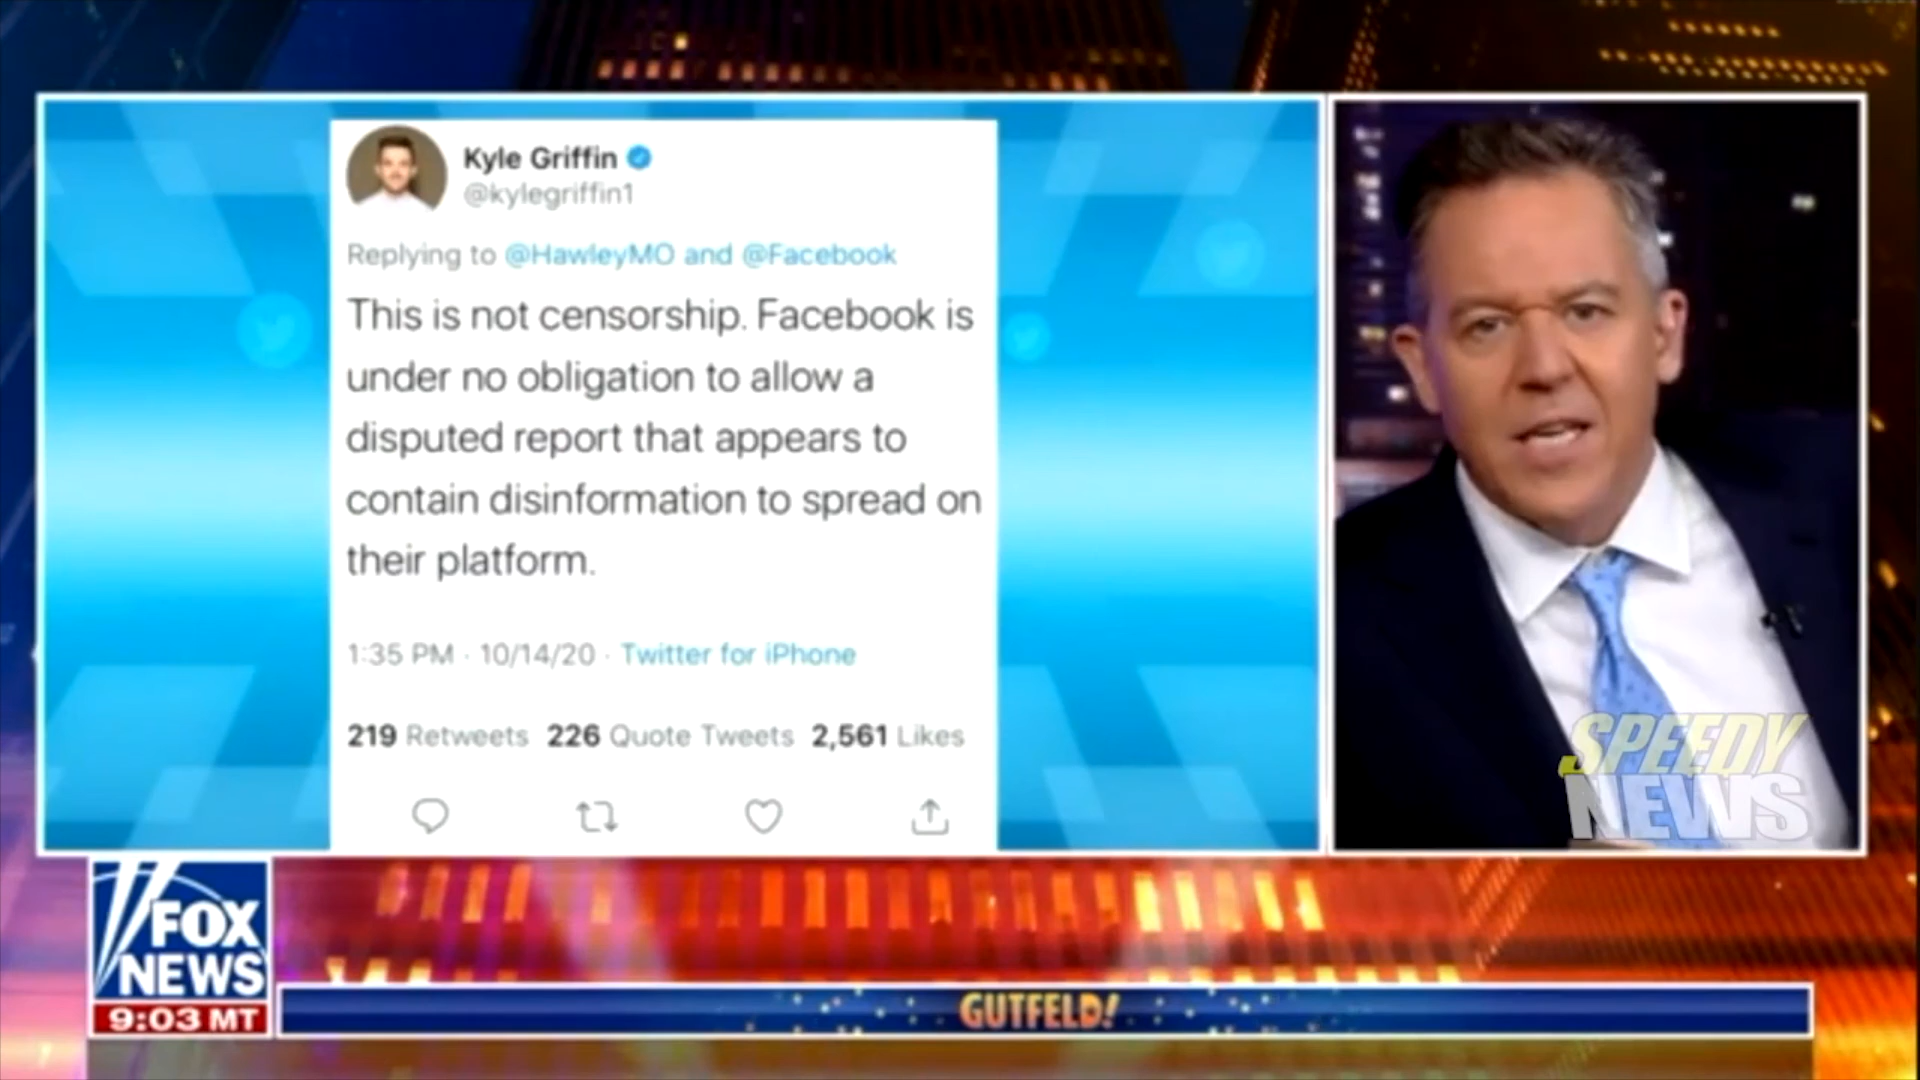 Kyle Griffin
@kylegriffin1
Replying to @HawleyMO and @Facebook
This is not censorship. Facebook is
under no obligation to allow a
disputed report that appears to
contain disinformation to spread on
their platform.
1:35 PM · 10/14/20 · Twitter for iPhone
219 Retweets 226 Quote Tweets 2,561 Likes
SPEEDY
NEWS
FOX
NEWS
9:03 MT
GUTFELD!